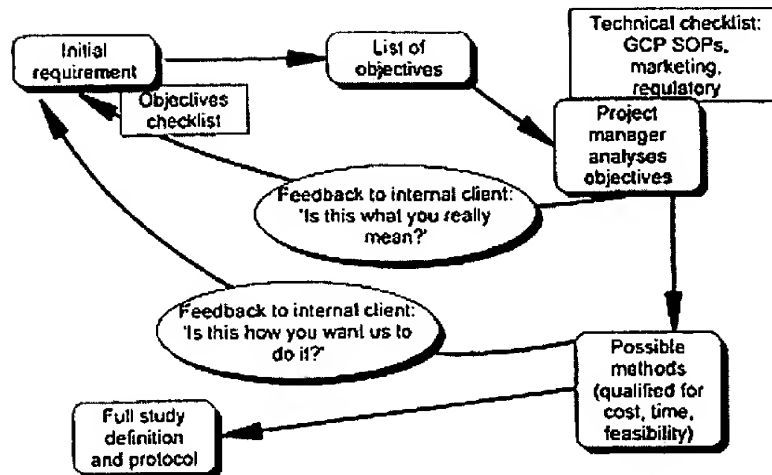 Initial
requirement
List of
objectives
Technical checklist:
GCP SOPs,
marketing,
regulatory
Objectives
checklist
Project
manager
analyses
objectives
Feedback to internal client:
'Is this what you really
mean?'
Feedback to internal client:
'Is this how you want us to
do it?'
Possible
methods
(qualified for
cost, time,
feasibility)
Full study
definition
and protocol